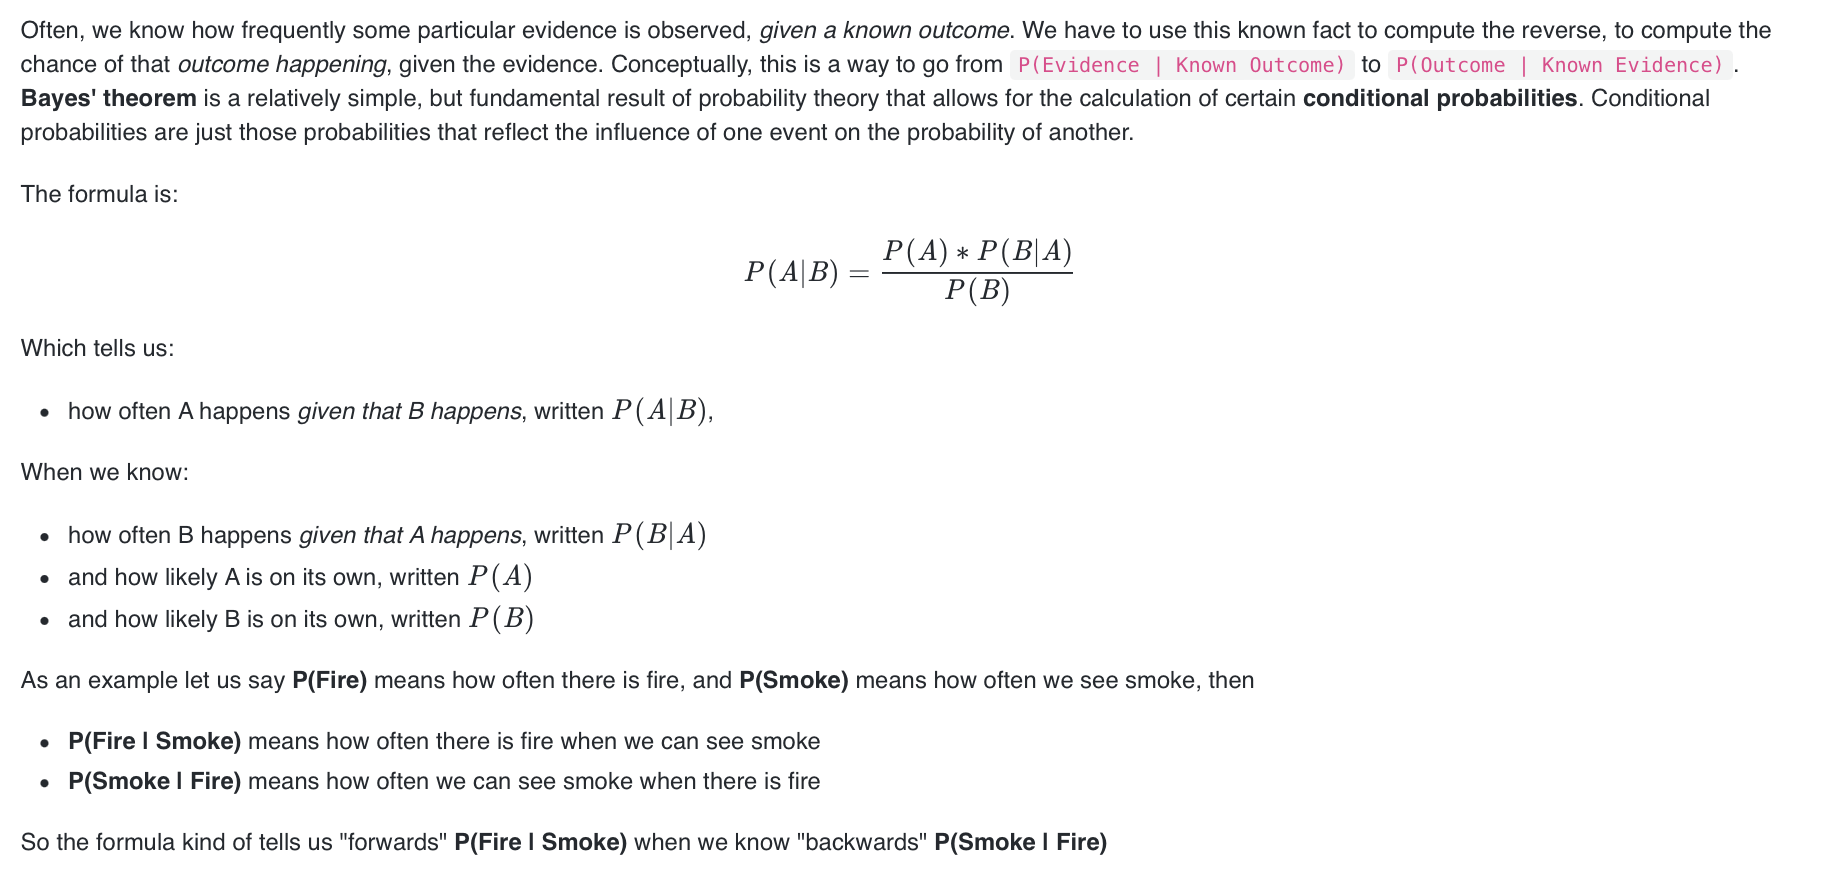 Often, we know how frequently some particular evidence is observed, given a known outcome. We have to use this known fact to compute the reverse, to compute the
chance of that outcome happening, given the evidence. Conceptually, this is a way to go from P(Evidence | Known Outcome) to P(Outcome | Known Evidence) .
Bayes' theorem is a relatively simple, but fundamental result of probability theory that allows for the calculation of certain conditional probabilities. Conditional
probabilities are just those probabilities that reflect the influence of one event on the probability of another.
The formula is:
P(A|B) = P(A) * P(B|A) / P(B)
Which tells us:
• how often A happens given that B happens, written P(A|B),
When we know:
• how often B happens given that A happens, written P(B|A)
• and how likely A is on its own, written P(A)
• and how likely B is on its own, written P(B)
As an example let us say P(Fire) means how often there is fire, and P(Smoke) means how often we see smoke, then
• P(Fire | Smoke) means how often there is fire when we can see smoke
• P(Smoke | Fire) means how often we can see smoke when there is fire
So the formula kind of tells us "forwards" P(Fire | Smoke) when we know "backwards" P(Smoke | Fire)